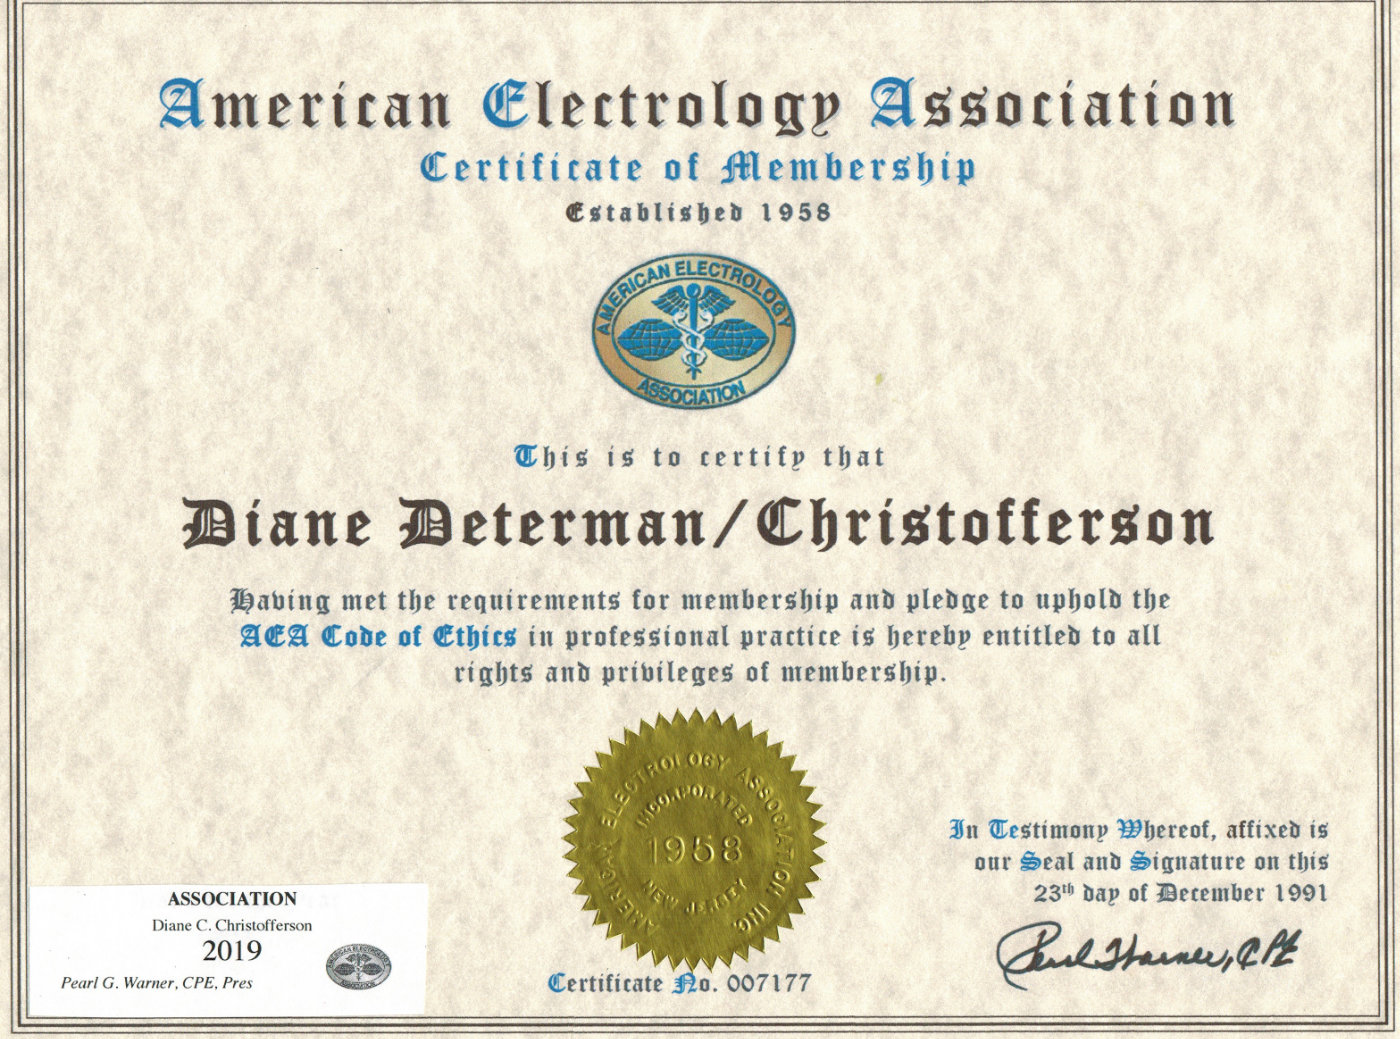 American Electrology Association
Certificate of Membership
Established 1958
AMERICAN ELECTROLOGY
ASSOCIATION
This is to certify that
Diane Determan/Christofferson
Having met the requirements for membership and pledge to uphold the
AEA Code of Ethics in professional practice is hereby entitled to all
rights and privileges of membership.
AMERICAN ELECTROLOGY ASSOCIATION INC.
INCORPORATED
1958
NEW JERSEY
Certificate No. 007177
In Testimony Whereof, affixed is
our Seal and Signature on this
23th day of December 1991
Pearl G Warner, CPE
ASSOCIATION
Diane C. Christofferson
2019
Pearl G. Warner, CPE, Pres
AMERICAN ELECTROLOGY
ASSOCIATION